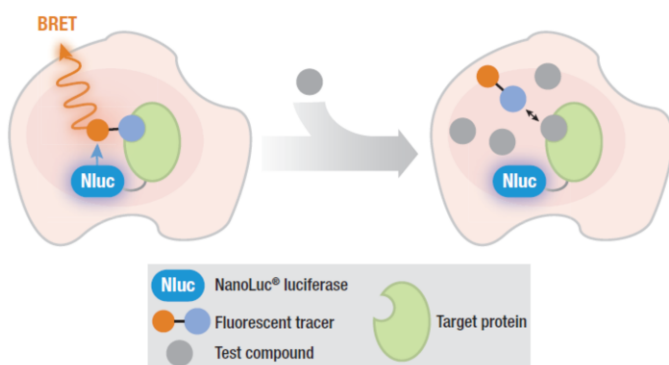 BRET
Nluc
Nluc
Nluc NanoLuc® luciferase
Fluorescent tracer
Target protein
Test compound